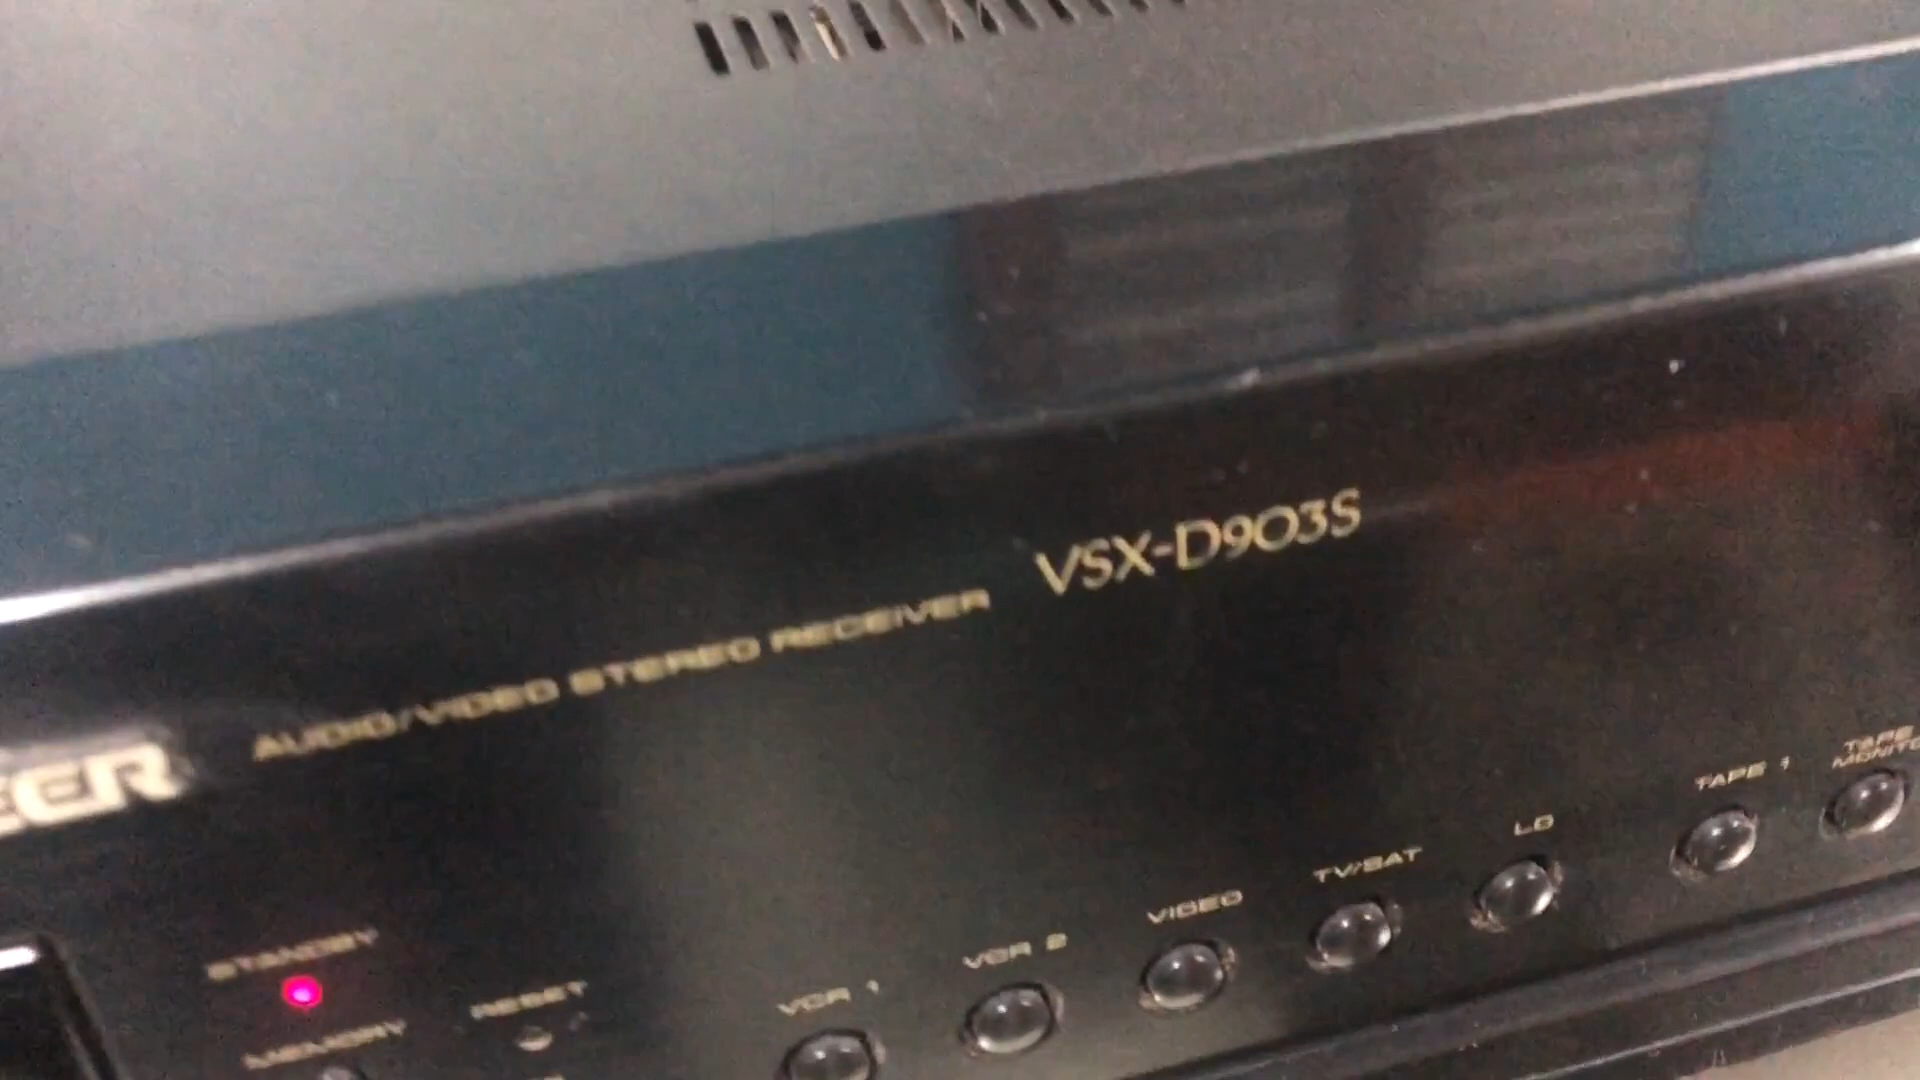 VSX-D903S
AUDIO/VIDEO STEREO RECEIVER
EER
TAPE MONITO
TAPE 1
LD
TV/SAT
VIDEO
VCR 2
VCR 1
STANDBY
RESET
MEMORY